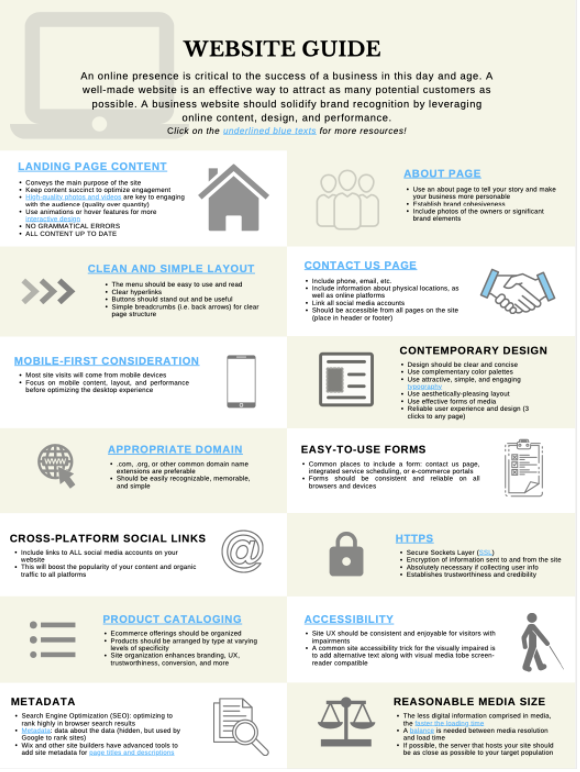 WEBSITE GUIDE
An online presence is critical to the success of a business in this day and age. A
well-made website is an effective way to attract as many potential customers as
possible. A business website should solidify brand recognition by leveraging
online content, design, and performance.
Click on the underlined blue texts for more resources!
LANDING PAGE CONTENT
• Conveys the main purpose of the site
• Keep content succinct to optimize engagement
• High-quality photos and videos are key to engaging
with the audience (quality over quantity)
• Use animations or hover features for more
interactive design
• NO GRAMMATICAL ERRORS
• ALL CONTENT UP TO DATE
ABOUT PAGE
• Use an about page to tell your story and make
your business more personable
• Establish brand cohesiveness
• Include photos of the owners or significant
brand elements
CLEAN AND SIMPLE LAYOUT
• The menu should be easy to use and read
• Clear hyperlinks
• Buttons should stand out and be useful
• Simple breadcrumbs (i.e. back arrows) for clear
page structure
CONTACT US PAGE
• Include phone, email, etc.
• Include information about physical locations, as
well as online platforms
• Link all social media accounts
• Should be accessible from all pages on the site
(place in header or footer)
MOBILE-FIRST CONSIDERATION
• Most site visits will come from mobile devices
• Focus on mobile content, layout, and performance
before optimizing the desktop experience
CONTEMPORARY DESIGN
• Design should be clear and concise
• Use complementary color palettes
• Use attractive, simple, and engaging
typography
• Use aesthetically-pleasing layout
• Use effective forms of media
• Reliable user experience and design (3
clicks to any page)
APPROPRIATE DOMAIN
• .com, .org, or other common domain name
extensions are preferable
• Should be easily recognizable, memorable,
and simple
WWW
EASY-TO-USE FORMS
• Common places to include a form: contact us page,
integrated service scheduling, or e-commerce portals
• Forms should be consistent and reliable on all
browsers and devices
CROSS-PLATFORM SOCIAL LINKS
• Include links to ALL social media accounts on your
website
• This will boost the popularity of your content and organic
traffic to all platforms
@
HTTPS
• Secure Sockets Layer (SSL)
• Encryption of information sent to and from the site
• Absolutely necessary if collecting user info
• Establishes trustworthiness and credibility
PRODUCT CATALOGING
• Ecommerce offerings should be organized
• Products should be arranged by type at varying
levels of specificity
• Site organization enhances branding, UX,
trustworthiness, conversion, and more
ACCESSIBILITY
• Site UX should be consistent and enjoyable for visitors with
impairments
• A common site accessibility trick for the visually impaired is
to add alternative text along with visual media tobe screen-
reader compatible
METADATA
• Search Engine Optimization (SEO): optimizing to
rank highly in browser search results
• Metadata: data about the data (hidden, but used by
Google to rank sites)
• Wix and other site builders have advanced tools to
add site metadata for page titles and descriptions
REASONABLE MEDIA SIZE
• The less digital information comprised in media,
the faster the loading time
• A balance is needed between media resolution
and load time
• If possible, the server that hosts your site should
be as close as possible to your target population